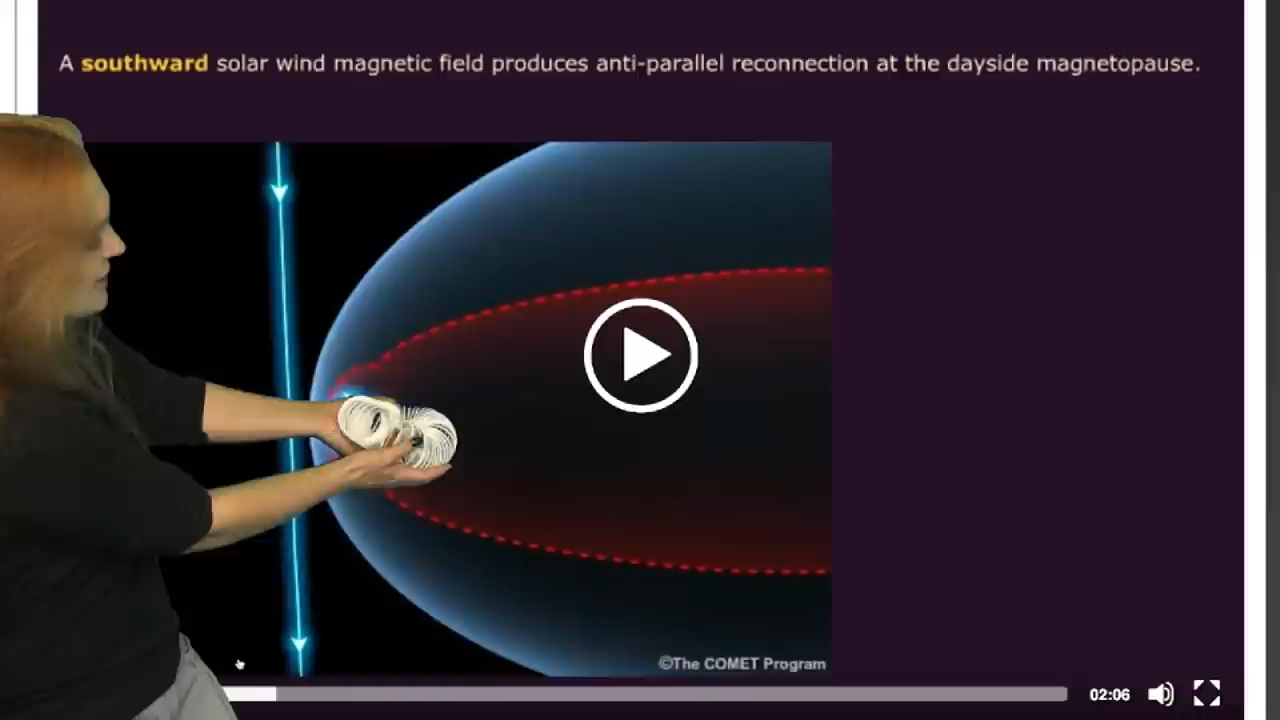 A southward solar wind magnetic field produces anti-parallel reconnection at the dayside magnetopause.
©The COMET Program
02:06